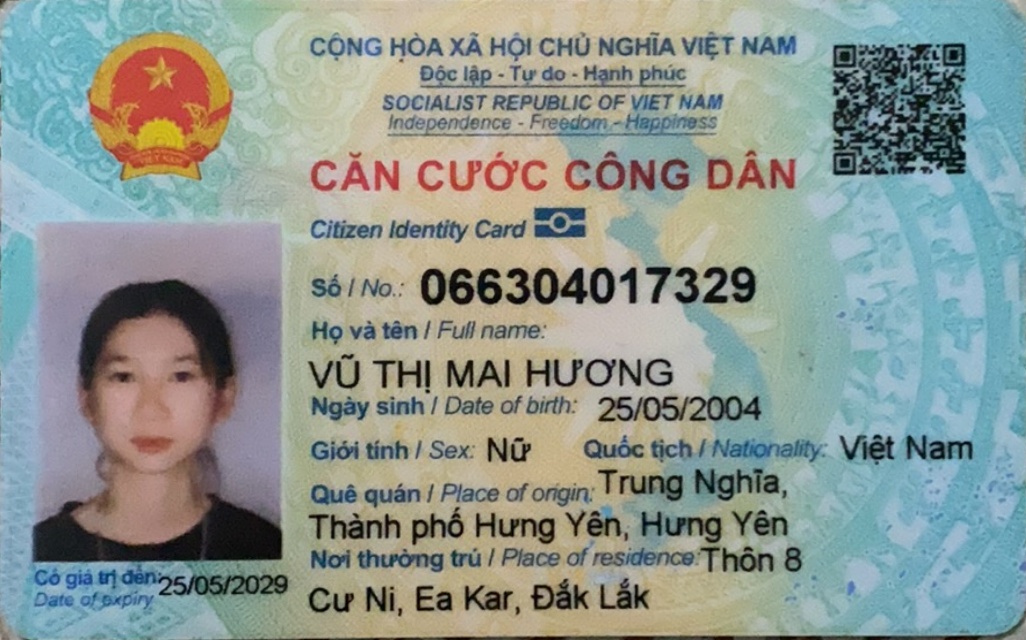 CỘNG HÒA XÃ HỘI CHỦ NGHĨA VIỆT NAM
Độc lập - Tự do - Hạnh phúc
SOCIALIST REPUBLIC OF VIET NAM
Independence - Freedom - Happiness
CĂN CƯỚC CÔNG DÂN
Citizen Identity Card
Số / No.: 066304017329
Họ và tên / Full name:
VŨ THỊ MAI HƯƠNG
Ngày sinh / Date of birth: 25/05/2004
Giới tính / Sex: Nữ Quốc tịch / Nationality: Việt Nam
Quê quán / Place of origin: Trung Nghĩa,
Thành phố Hưng Yên, Hưng Yên
Nơi thường trú / Place of residence: Thôn 8
Cư Ni, Ea Kar, Đắk Lắk
Có giá trị đến: 25/05/2029
Date of expiry
VIỆT NAM